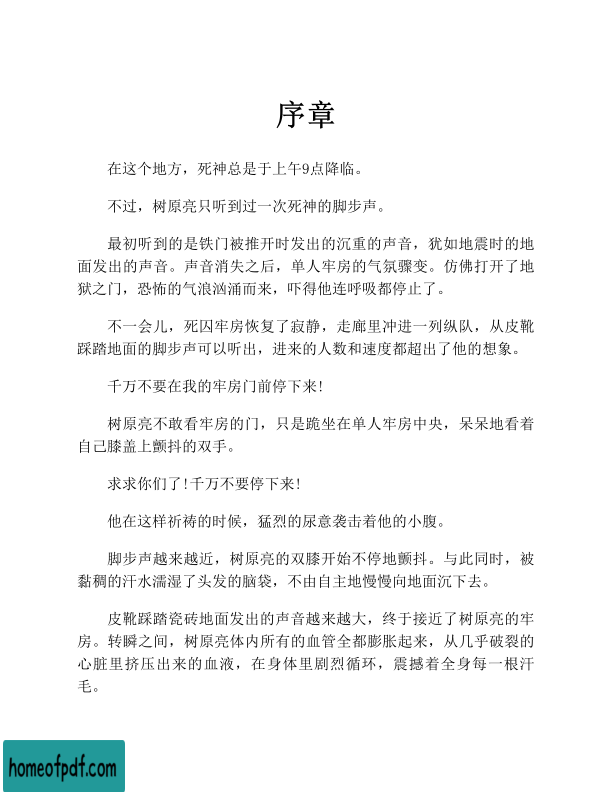 序章
在这个地方，死神总是于上午9点降临。
不过，树原亮只听到过一次死神的脚步声。
最初听到的是铁门被推开时发出的沉重的声音，犹如地震时的地
面发出的声音。声音消失之后，单人牢房的气氛骤变。仿佛打开了地
狱之门，恐怖的气浪汹涌而来，吓得他连呼吸都停止了。
不一会儿，死囚牢房恢复了寂静，走廊里冲进一列纵队，从皮靴
踩踏地面的脚步声可以听出，进来的人数和速度都超出了他的想象。
千万不要在我的牢房门前停下来!
树原亮不敢看牢房的门，只是跪坐在单人牢房中央，呆呆地看着
自己膝盖上颤抖的双手。
求求你们了!千万不要停下来!
他在这样祈祷的时候，猛烈的尿意袭击着他的小腹。
脚步声越来越近，树原亮的双膝开始不停地颤抖。与此同时，被
黏稠的汗水濡湿了头发的脑袋，不由自主地慢慢向地面沉下去。
皮靴踩踏瓷砖地面发出的声音越来越大，终于接近了树原亮的牢
房。转瞬之间，树原亮体内所有的血管全都膨胀起来，从几乎破裂的
心脏里挤压出来的血液，在身体里剧烈循环，震撼着全身每一根汗
毛。
homeofpdf.com